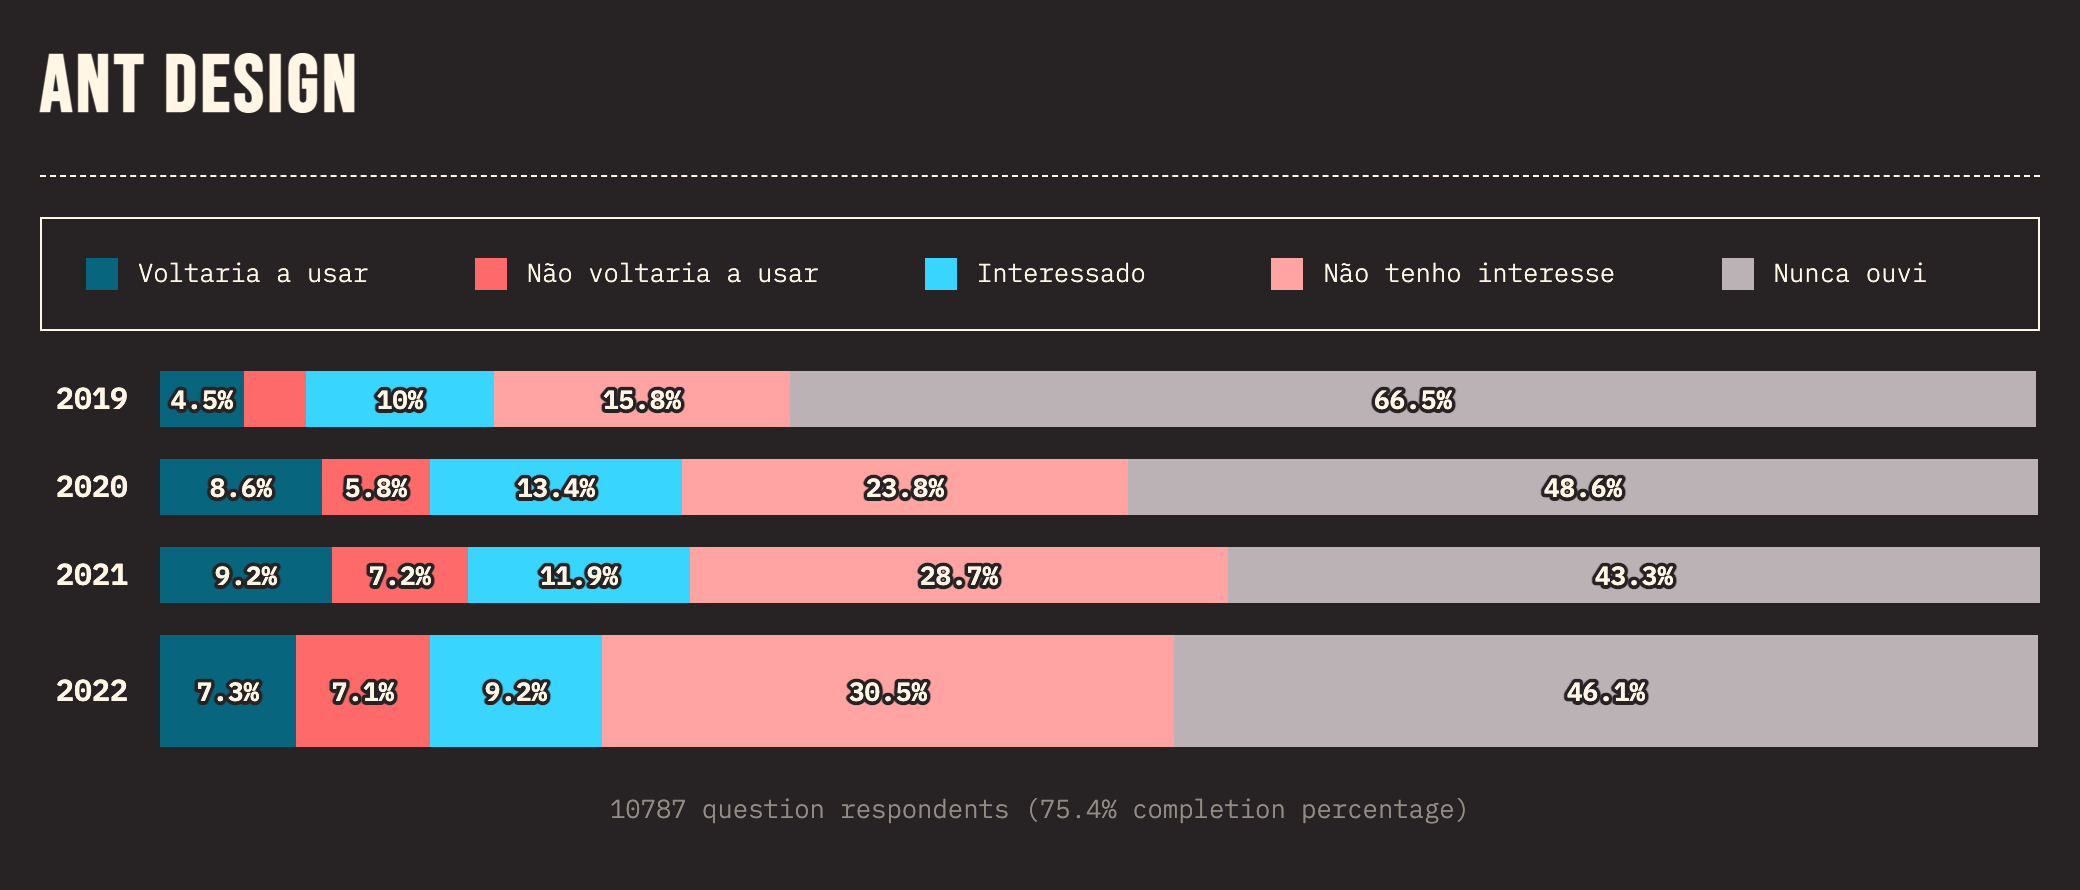 ANT DESIGN
Voltaria a usar Não voltaria a usar Interessado Não tenho interesse Nunca ouvi
2019 4.5% 10% 15.8% 66.5%
2020 8.6% 5.8% 13.4% 23.8% 48.6%
2021 9.2% 7.2% 11.9% 28.7% 43.3%
2022 7.3% 7.1% 9.2% 30.5% 46.1%
10787 question respondents (75.4% completion percentage)